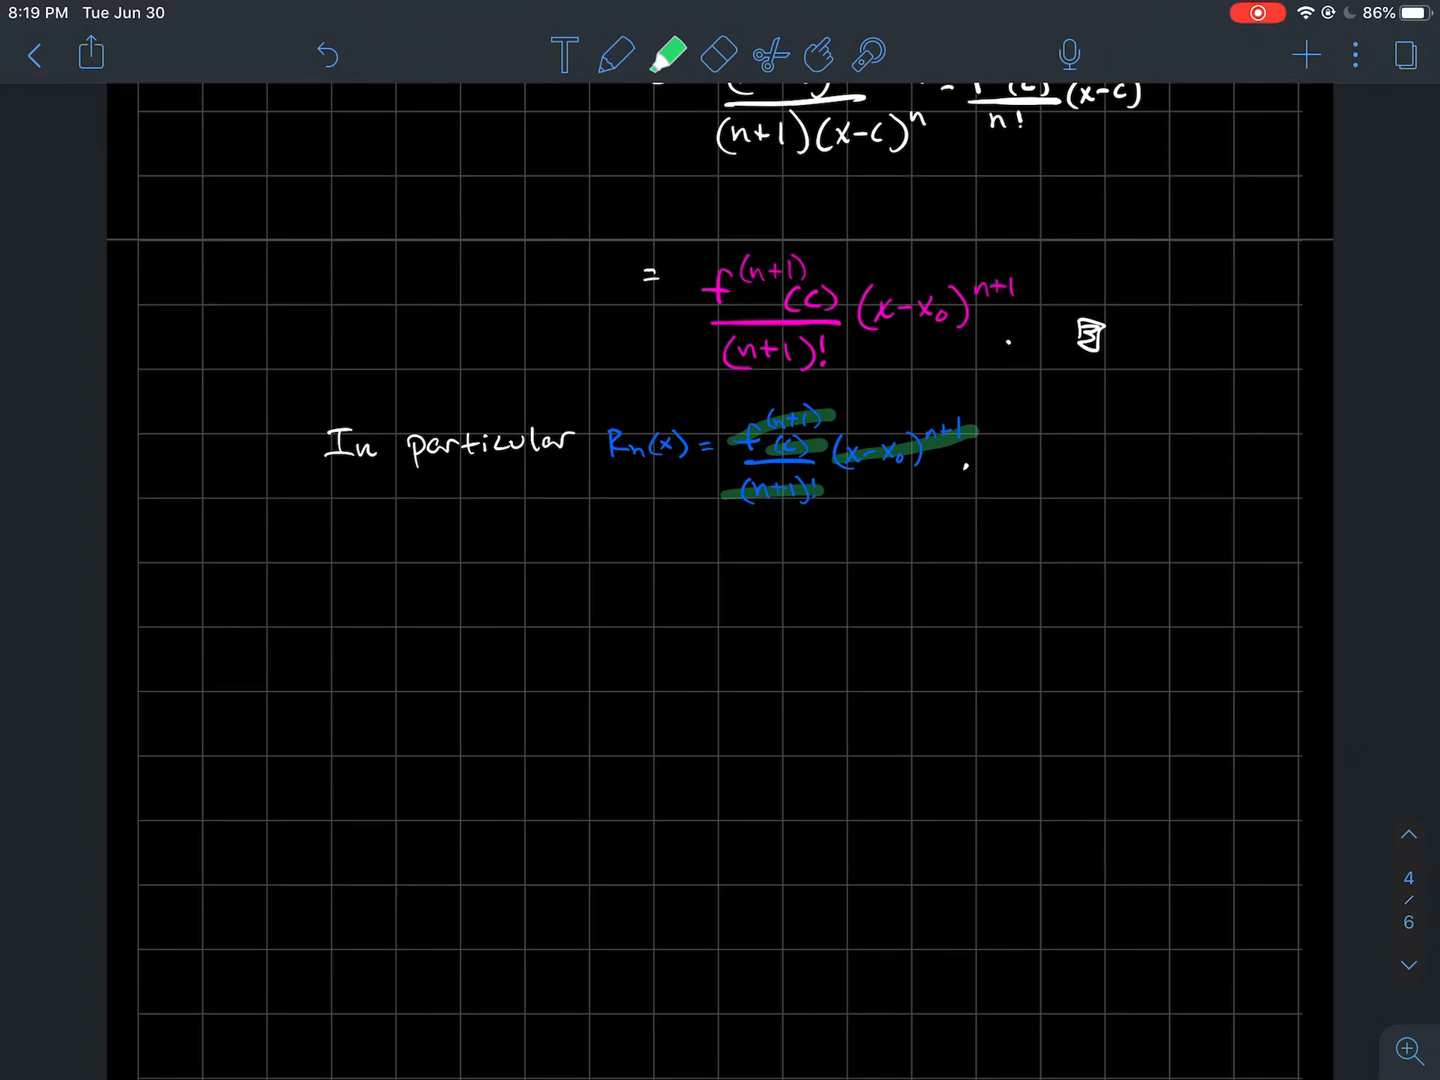 8:19 PM Tue Jun 30 86%
(n+1)(x-c)^n n! (x-c)
= f^(n+1)(c) (x-x₀)^n+1 .
(n+1)!
In particular Rn(x) = f^(n+1)(c) (x-x₀)^n+1 .
(n+1)!
4
/
6